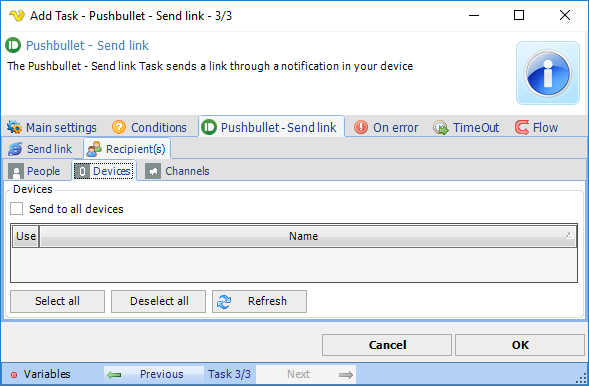 Add Task - Pushbullet - Send link - 3/3
Pushbullet - Send link
The Pushbullet - Send link Task sends a link through a notification in your device
Main settings Conditions Pushbullet - Send link On error TimeOut Flow
Send link Recipient(s)
People Devices Channels
Devices
Send to all devices
Use Name
Select all Deselect all Refresh
Cancel OK
Variables Previous Task 3/3 Next